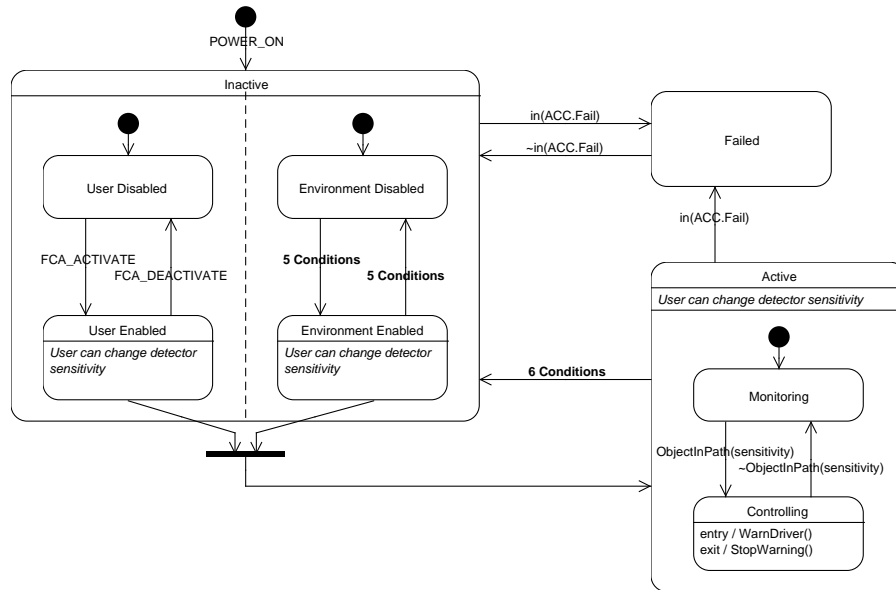 POWER_ON
Inactive
in(ACC.Fail)
Failed
~in(ACC.Fail)
User Disabled
Environment Disabled
in(ACC.Fail)
FCA_ACTIVATE
5 Conditions
FCA_DEACTIVATE
5 Conditions
Active
User can change detector sensitivity
User Enabled
User can change detector
sensitivity
Environment Enabled
User can change detector
sensitivity
6 Conditions
Monitoring
ObjectInPath(sensitivity)
~ObjectInPath(sensitivity)
Controlling
entry / WarnDriver()
exit / StopWarning()